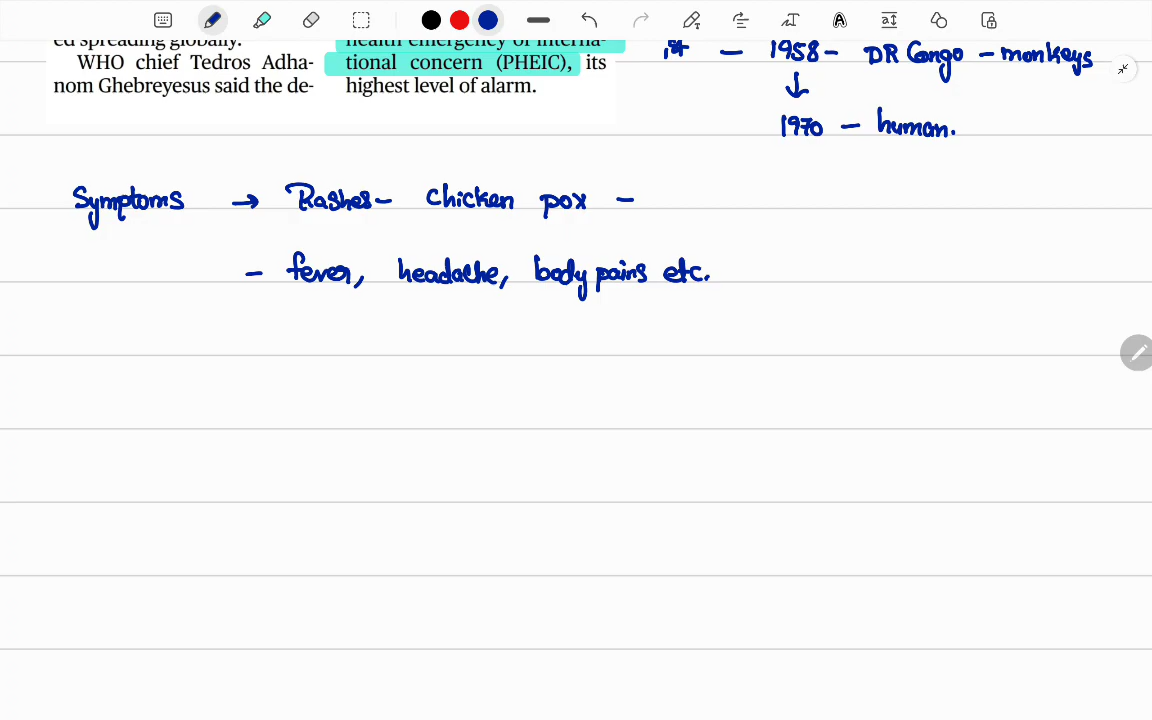 ed spreading globally.
WHO chief Tedros Adha-
nom Ghebreyesus said the de-
health emergency of interna-
tional concern (PHEIC), its
highest level of alarm.
1st - 1958 - DR Congo - monkeys
↓
1970 - human.
Symptoms → Rashes - Chicken pox -
- fever, headache, body pains etc.